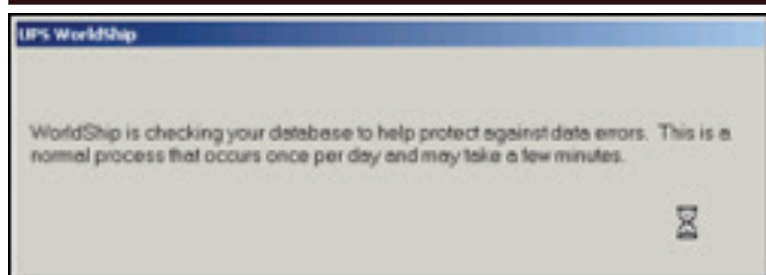 UPS WorldShip
WorldShip is checking your database to help protect against data errors. This is a
normal process that occurs once per day and may take a few minutes.